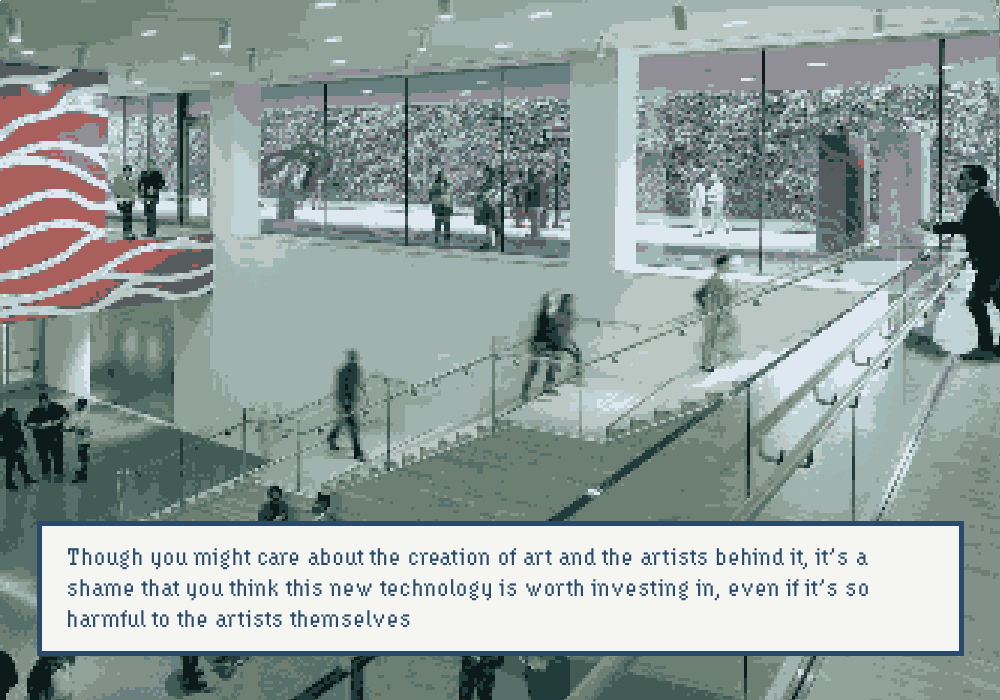 Though you might care about the creation of art and the artists behind it, it's a
shame that you think this new technology is worth investing in, even if it's so
harmful to the artists themselves